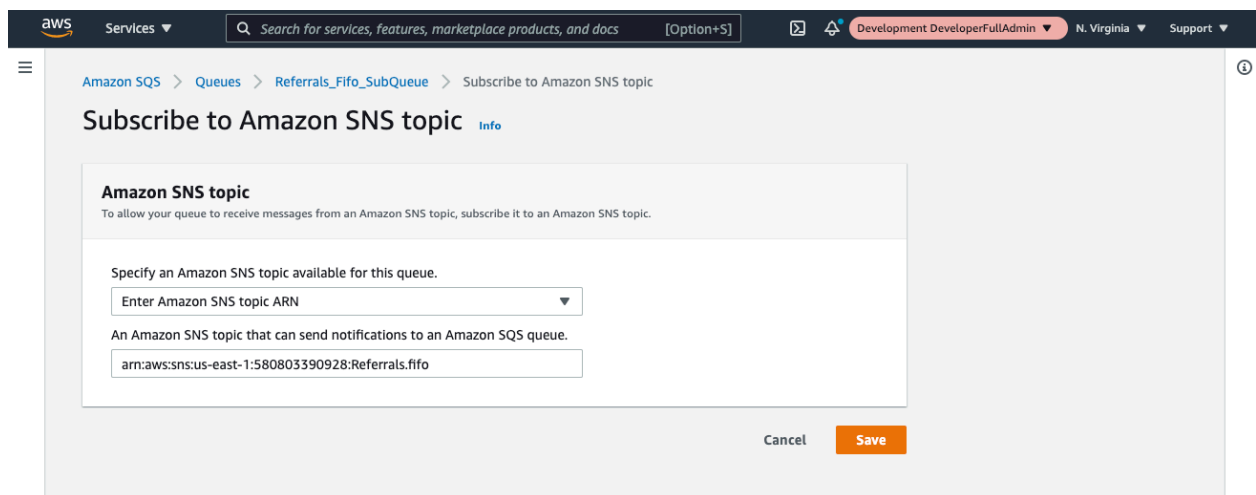 aws Services ▼ Search for services, features, marketplace products, and docs [Option+S] Development DeveloperFullAdmin ▼ N. Virginia ▼ Support ▼
Amazon SQS > Queues > Referrals_Fifo_SubQueue > Subscribe to Amazon SNS topic
Subscribe to Amazon SNS topic Info
Amazon SNS topic
To allow your queue to receive messages from an Amazon SNS topic, subscribe it to an Amazon SNS topic.
Specify an Amazon SNS topic available for this queue.
Enter Amazon SNS topic ARN ▼
An Amazon SNS topic that can send notifications to an Amazon SQS queue.
arn:aws:sns:us-east-1:580803390928:Referrals.fifo
Cancel Save